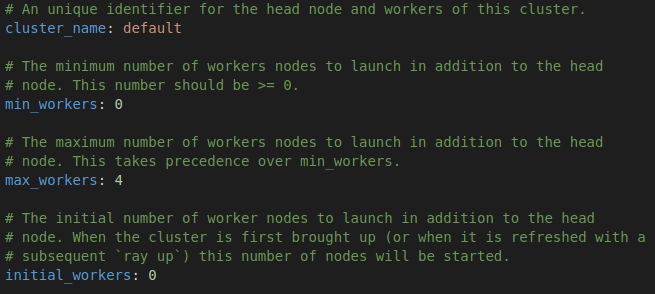 # An unique identifier for the head node and workers of this cluster.
cluster_name: default
# The minimum number of workers nodes to launch in addition to the head
# node. This number should be >= 0.
min_workers: 0
# The maximum number of workers nodes to launch in addition to the head
# node. This takes precedence over min_workers.
max_workers: 4
# The initial number of worker nodes to launch in addition to the head
# node. When the cluster is first brought up (or when it is refreshed with a
# subsequent `ray up`) this number of nodes will be started.
initial_workers: 0